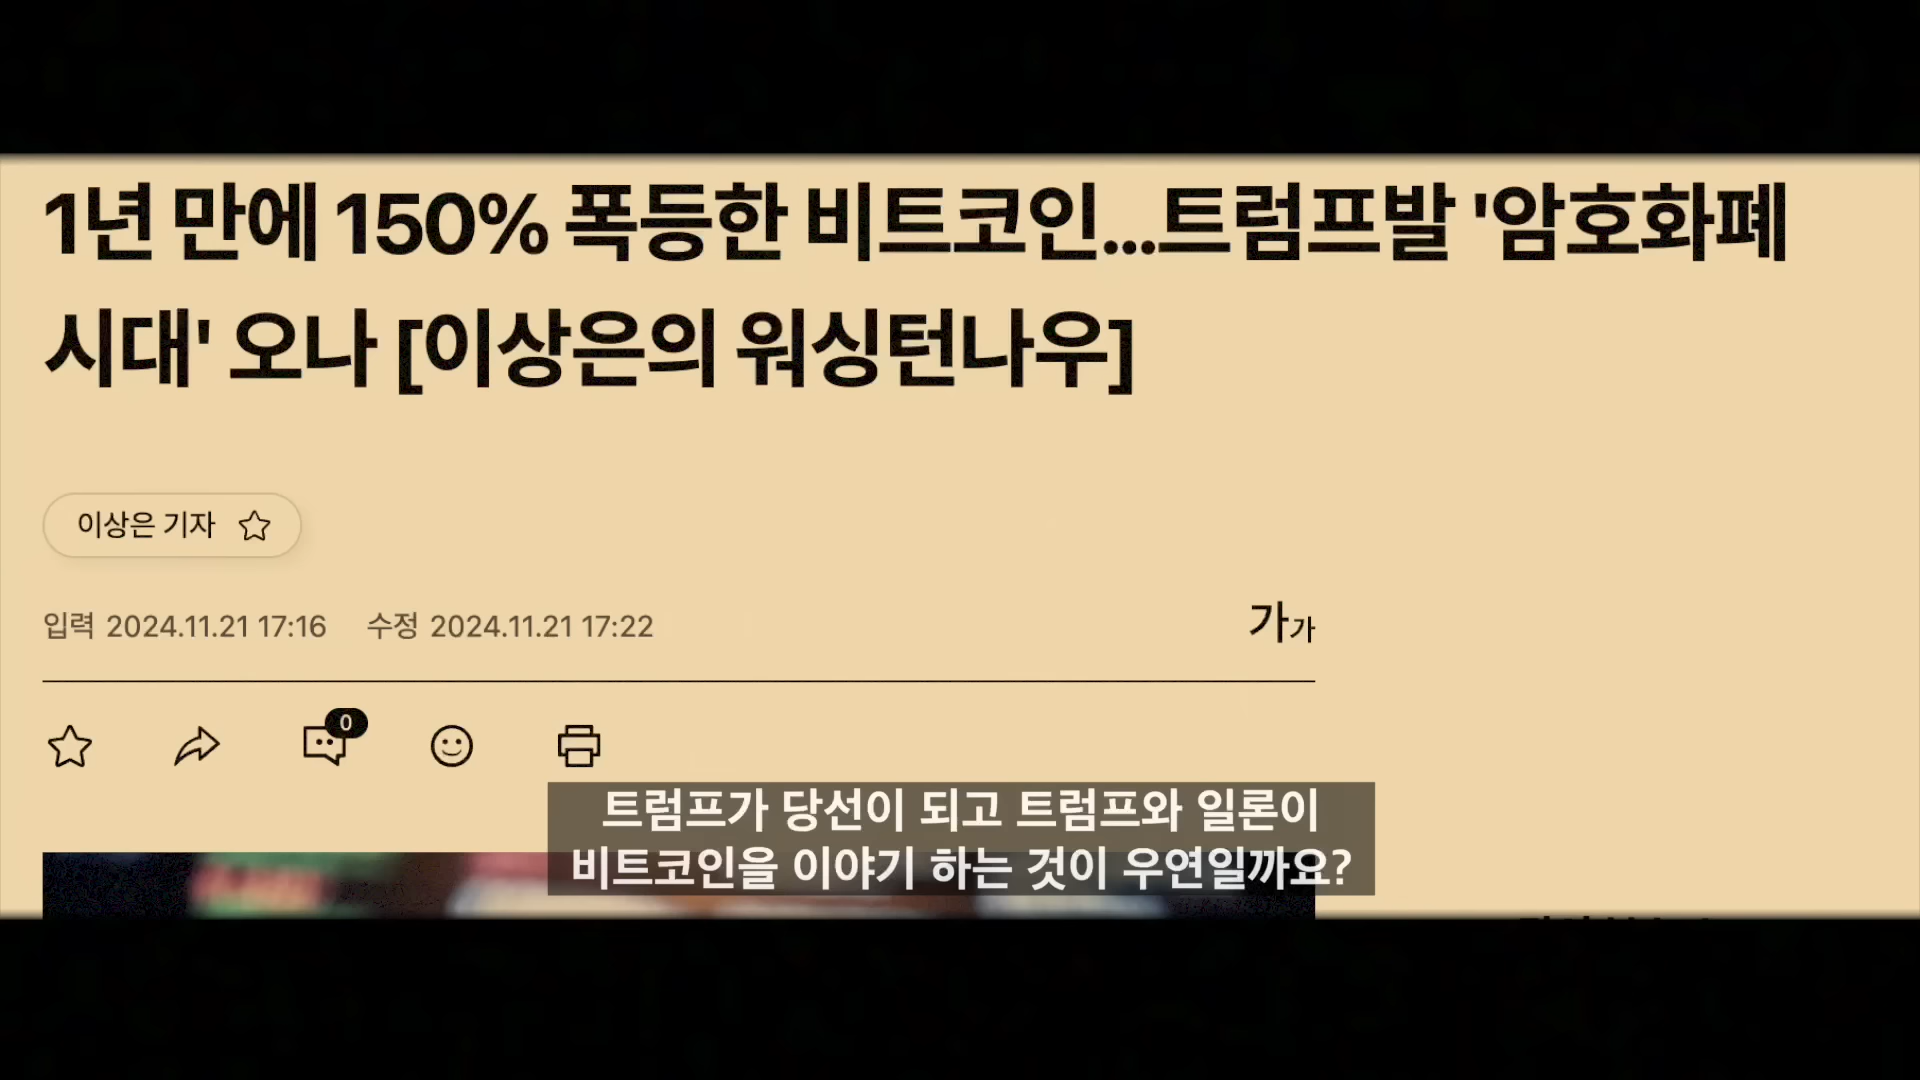 1년 만에 150% 폭등한 비트코인...트럼프발 '암호화폐
시대' 오나 [이상은의 워싱턴나우]
이상은 기자
입력 2024.11.21 17:16 수정 2024.11.21 17:22
가가
0
트럼프가 당선이 되고 트럼프와 일론이
비트코인을 이야기 하는 것이 우연일까요?